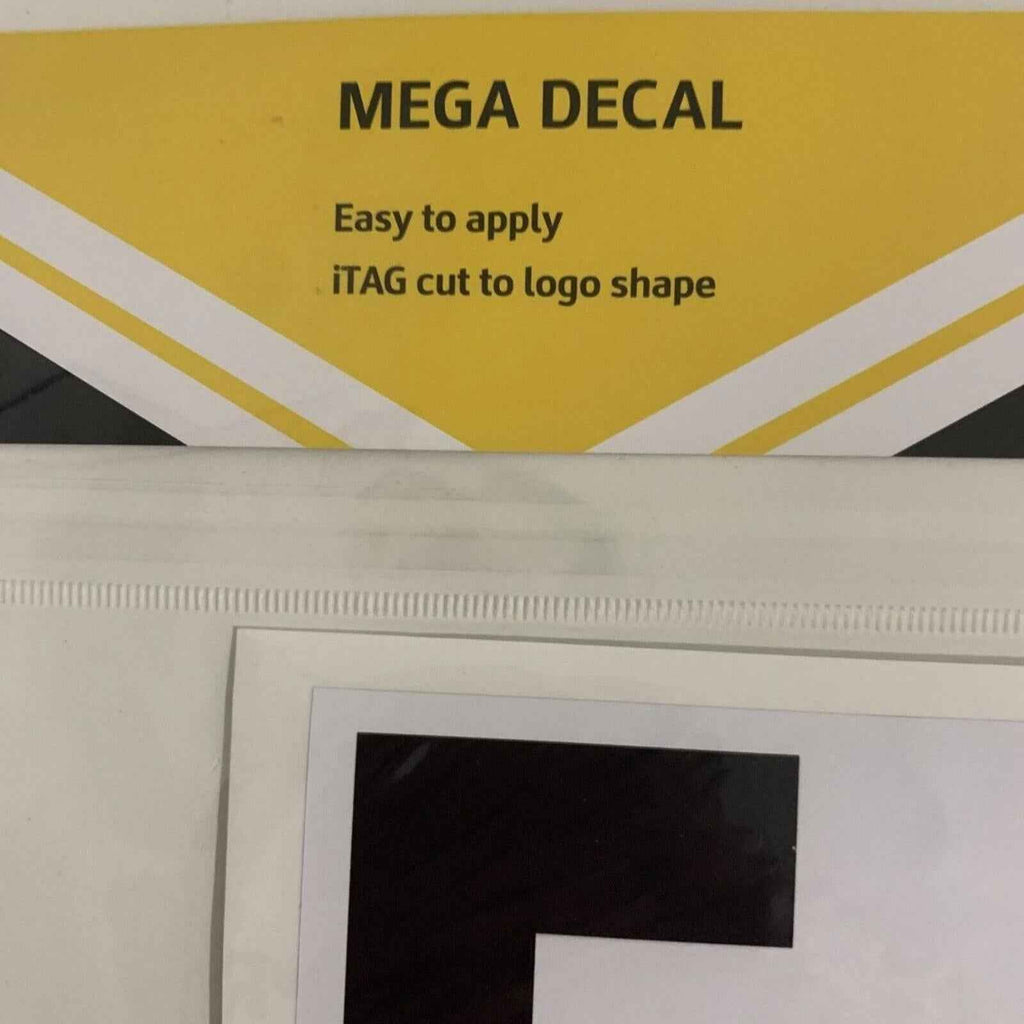 MEGA DECAL
Easy to apply
iTAG cut to logo shape